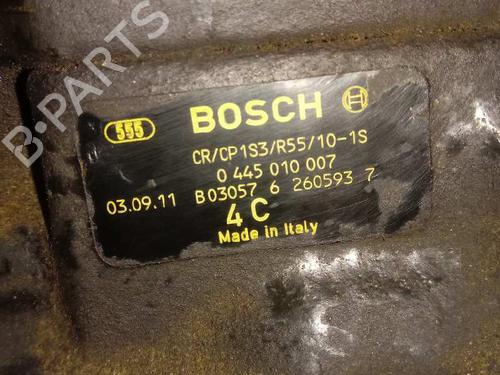 B-PARTS
555 BOSCH
CR/CP1S3/R55/10-1S
0 445 010 007
03.09.11 B03057 6 260593 7
4C
Made in Italy